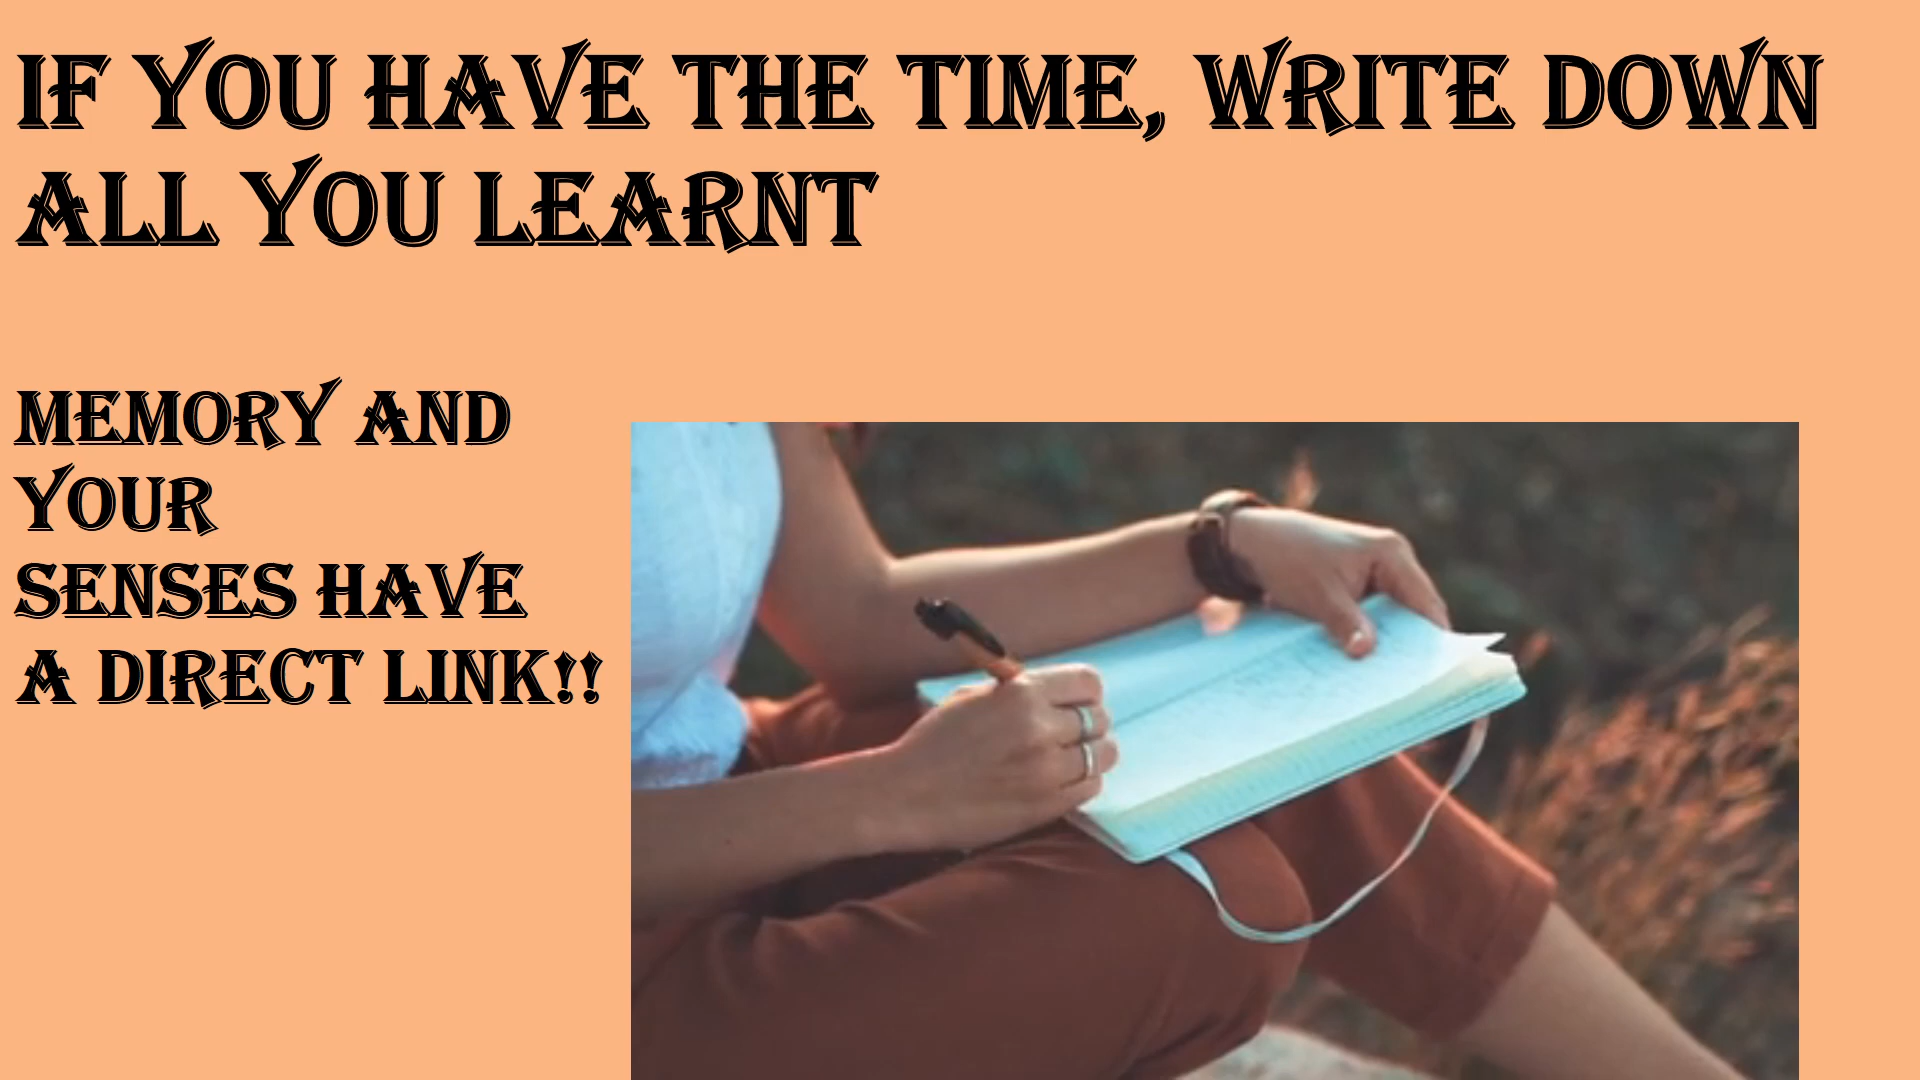 IF YOU HAVE THE TIME, WRITE DOWN
ALL YOU LEARNT
MEMORY AND
YOUR
SENSES HAVE
A DIRECT LINK!!